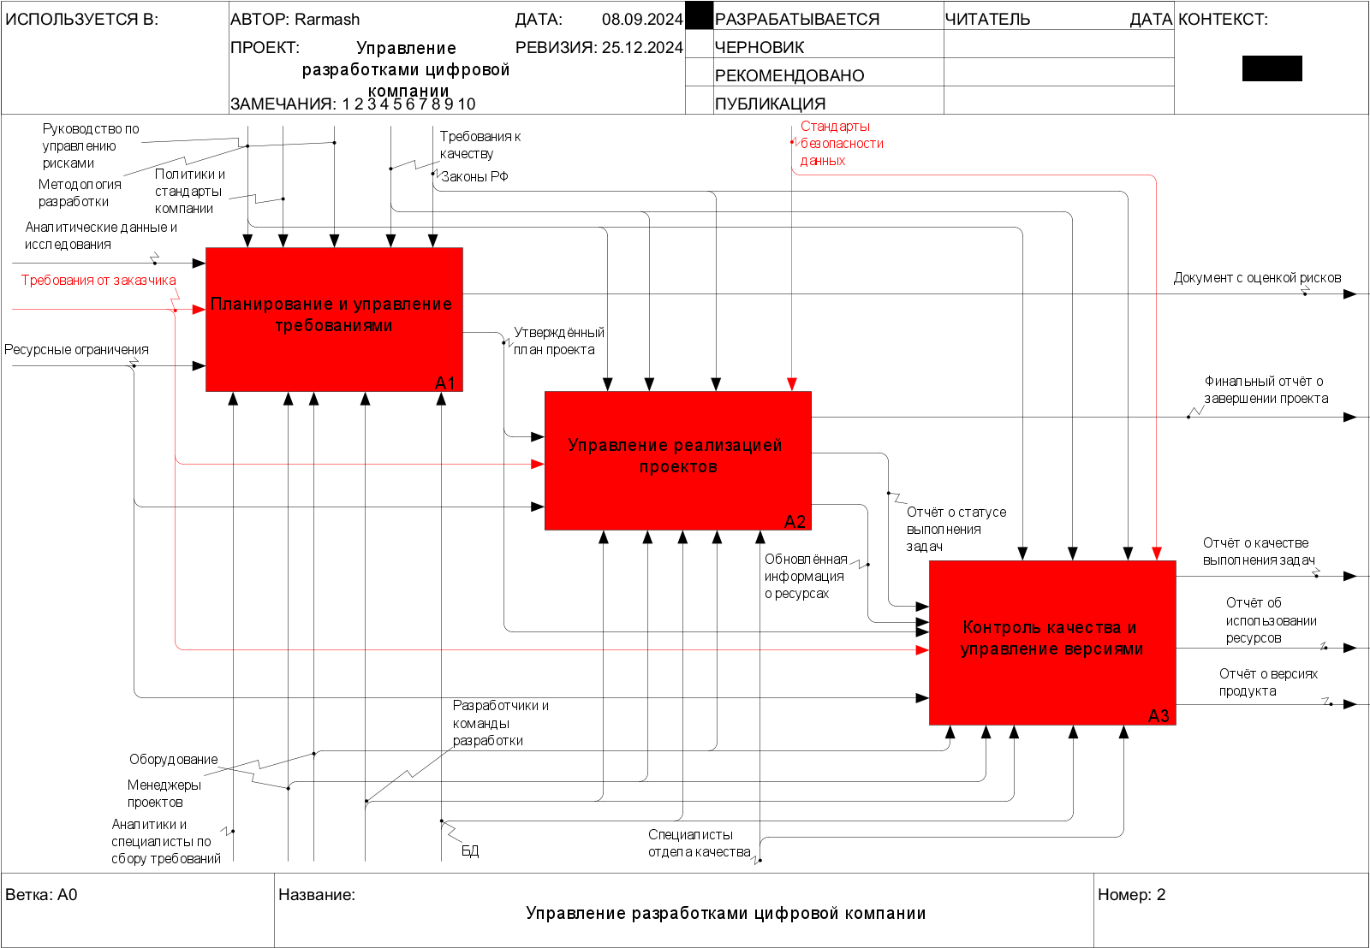 ИСПОЛЬЗУЕТСЯ В:
АВТОР: Rarmash
ДАТА: 08.09.2024
РАЗРАБАТЫВАЕТСЯ
ЧИТАТЕЛЬ
ДАТА
КОНТЕКСТ:
ПРОЕКТ: Управление
разработками цифровой
компании
РЕВИЗИЯ: 25.12.2024
ЧЕРНОВИК
РЕКОМЕНДОВАНО
ЗАМЕЧАНИЯ: 1 2 3 4 5 6 7 8 9 10
ПУБЛИКАЦИЯ
Руководство по
управлению
рисками
Методология
разработки
Политики и
стандарты
компании
Требования к
качеству
Законы РФ
Стандарты
безопасности
данных
Аналитические данные и
исследования
Требования от заказчика
Ресурсные ограничения
Планирование и управление
требованиями
A1
Документ с оценкой рисков
Утверждённый
план проекта
Финальный отчёт о
завершении проекта
Управление реализацией
проектов
A2
Отчёт о статусе
выполнения
задач
Обновлённая
информация
о ресурсах
Отчёт о качестве
выполнения задач
Отчёт об
использовании
ресурсов
Отчёт о версиях
продукта
Контроль качества и
управление версиями
A3
Разработчики и
команды
разработки
Оборудование
Менеджеры
проектов
Аналитики и
специалисты по
сбору требований
БД
Специалисты
отдела качества
Ветка: A0
Название:
Управление разработками цифровой компании
Номер: 2